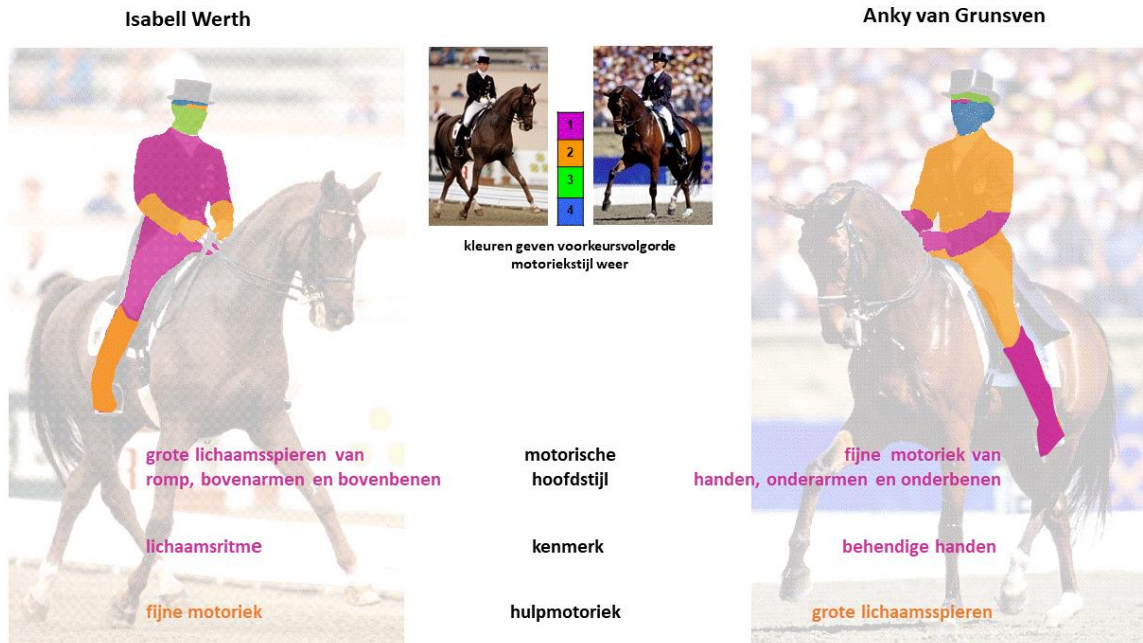 Isabell Werth
Anky van Grunsven
1
2
3
4
kleuren geven voorkeursvolgorde
motoriekstijl weer
grote lichaamsspieren van
romp, bovenarmen en bovenbenen
motorische
hoofdstijl
fijne motoriek van
handen, onderarmen en onderbenen
lichaamsritme
kenmerk
behendige handen
fijne motoriek
hulpmotoriek
grote lichaamsspieren